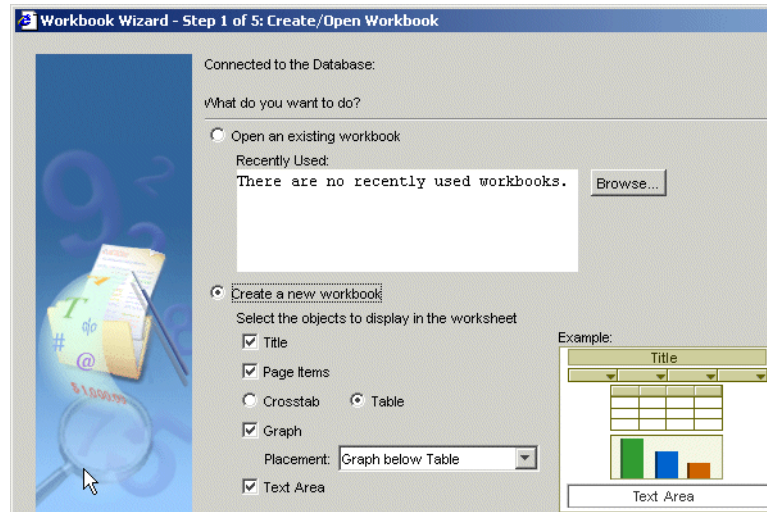 Workbook Wizard - Step 1 of 5: Create/Open Workbook
Connected to the Database:
What do you want to do?
Open an existing workbook
Recently Used:
There are no recently used workbooks.
Browse...
Create a new workbook
Select the objects to display in the worksheet
Title
Page Items
Crosstab Table
Graph
Placement: Graph below Table
Text Area
Example:
Title
Text Area
9 3 2
T %
#
@